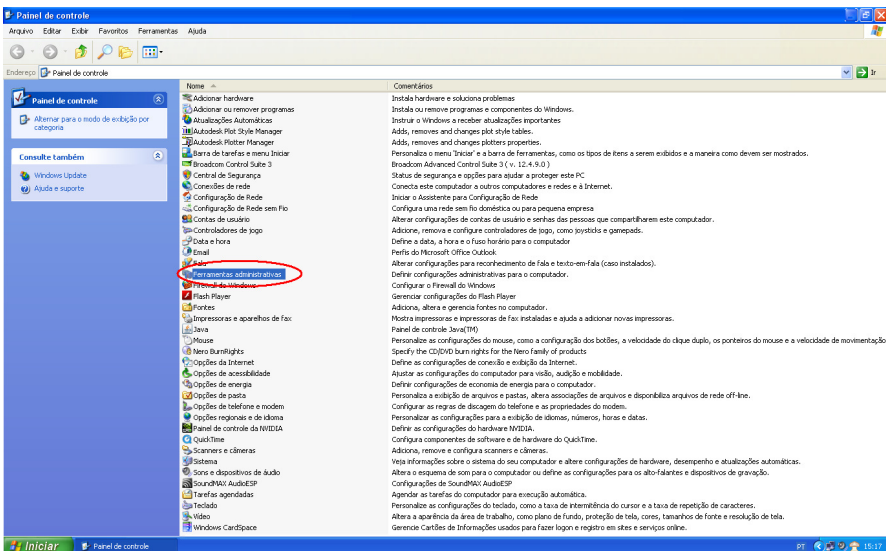 Painel de controle
Arquivo Editar Exibir Favoritos Ferramentas Ajuda
Endereço Painel de controle Ir
Painel de controle
Alternar para o modo de exibição por
categoria
Consulte também
Windows Update
Ajuda e suporte
Nome Comentários
Adicionar hardware Instala hardware e soluciona problemas
Adicionar ou remover programas Instala ou remove programas e componentes do Windows.
Atualizações Automáticas Instruir o Windows a receber atualizações importantes
Autodesk Plot Style Manager Adds, removes and changes plot style tables.
Autodesk Plotter Manager Adds, removes and changes plotters properties.
Barra de tarefas e menu Iniciar Personaliza o menu 'Iniciar' e a barra de ferramentas, como os tipos de itens a serem exibidos e a maneira como devem ser mostrados.
Broadcom Control Suite 3 Broadcom Advanced Control Suite 3 ( v. 12.4.9.0 )
Central de Segurança Status de segurança e opções para ajudar a proteger este PC
Conexões de rede Conecta este computador a outros computadores e redes e à Internet.
Configuração de Rede Iniciar o Assistente para Configuração de Rede
Configuração de Rede sem Fio Configura uma rede sem fio doméstica ou para pequena empresa
Contas de usuário Alterar configurações de contas de usuário e senhas das pessoas que compartilharem este computador.
Controladores de jogo Adicione, remova e configure controladores de jogo, como joysticks e gamepads.
Data e hora Define a data, a hora e o fuso horário para o computador
Email Perfis do Microsoft Office Outlook
Fala Alterar configurações para reconhecimento de fala e texto-em-fala (caso instalados).
Ferramentas administrativas Definir configurações administrativas para o computador.
Firewall do Windows Configurar o Firewall do Windows
Flash Player Gerenciar configurações do Flash Player
Fontes Adiciona, altera e gerencia fontes no computador.
Impressoras e aparelhos de fax Mostra impressoras e impressoras de fax instaladas e ajuda a adicionar novas impressoras.
Java Painel de controle Java(TM)
Mouse Personalize as configurações do mouse, como a configuração dos botões, a velocidade do clique duplo, os ponteiros do mouse e a velocidade de movimentação
Nero BurnRights Specify the CD/DVD burn rights for the Nero family of products
Opções da Internet Define as configurações de conexão e exibição da Internet.
Opções de acessibilidade Ajustar as configurações do computador para visão, audição e mobilidade.
Opções de energia Definir configurações de economia de energia para o computador.
Opções de pasta Personaliza a exibição de arquivos e pastas, altera associações de arquivos e disponibiliza arquivos de rede off-line.
Opções de telefone e modem Configurar as regras de discagem do telefone e as propriedades do modem.
Opções regionais e de idioma Personalizar as configurações para a exibição de idiomas, números, horas e datas.
Painel de controle da NVIDIA Definir as configurações do hardware NVIDIA.
QuickTime Configura componentes de software e de hardware do QuickTime.
Scanners e câmeras Adiciona, remove e configura scanners e câmeras.
Sistema Veja informações sobre o sistema do seu computador e altere configurações de hardware, desempenho e atualizações automáticas.
Sons e dispositivos de áudio Altera o esquema de som para o computador ou define as configurações para os alto-falantes e dispositivos de gravação.
SoundMAX AudioESP Configurações de SoundMAX AudioESP
Tarefas agendadas Agendar as tarefas do computador para execução automática.
Teclado Personalize as configurações do teclado, como a taxa de intermitência do cursor e a taxa de repetição de caracteres.
Vídeo Altera a aparência da área de trabalho, como plano de fundo, proteção de tela, cores, tamanhos de fonte e resolução de tela.
Windows CardSpace Gerencie Cartões de Informações usados para fazer logon e registro em sites e serviços online.
Iniciar Painel de controle PT 15:17